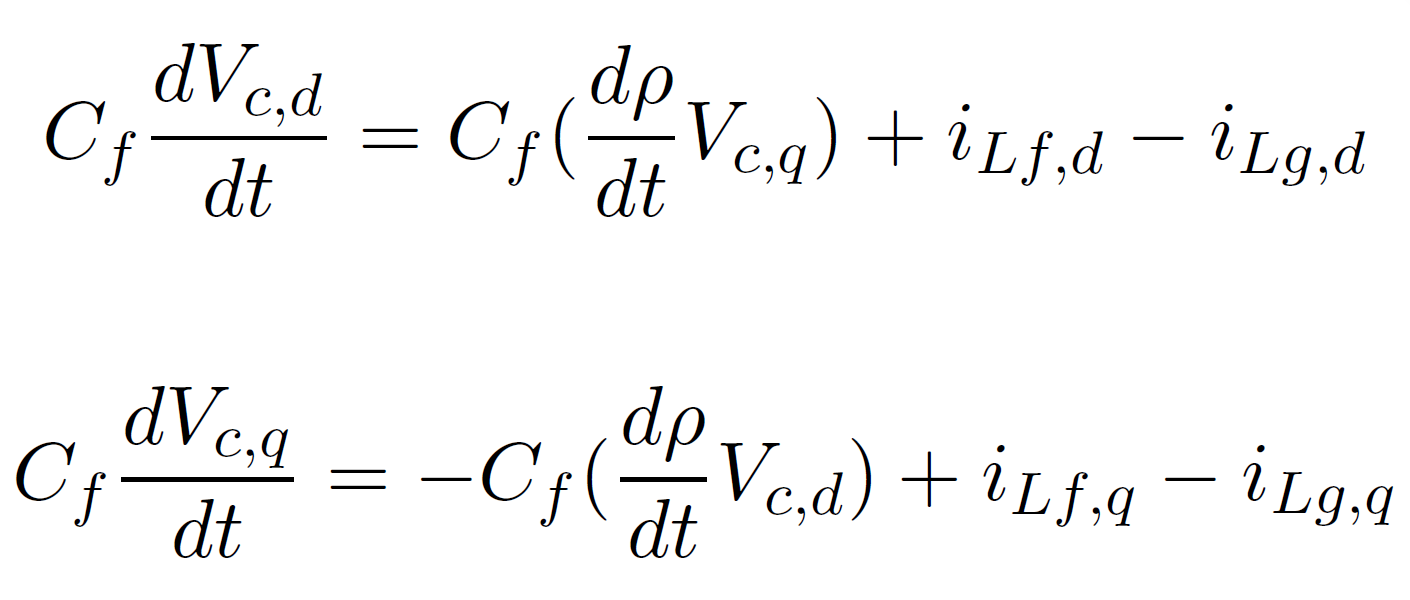 C_f \frac{dV_{c,d}}{dt} = C_f (\frac{d\rho}{dt} V_{c,q}) + i_{Lf,d} - i_{Lg,d}
C_f \frac{dV_{c,q}}{dt} = -C_f (\frac{d\rho}{dt} V_{c,d}) + i_{Lf,q} - i_{Lg,q}